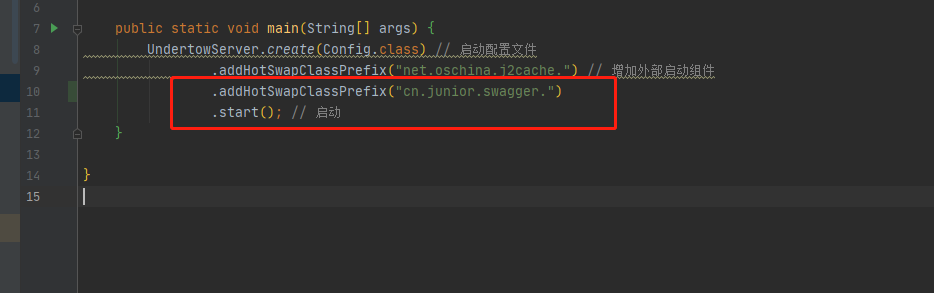 6
7 public static void main(String[] args) {
8 UndertowServer.create(Config.class) // 启动配置文件
9 .addHotSwapClassPrefix("net.oschina.j2cache.") // 增加外部启动组件
10 .addHotSwapClassPrefix("cn.junior.swagger.")
11 .start(); // 启动
12 }
13
14 }
15